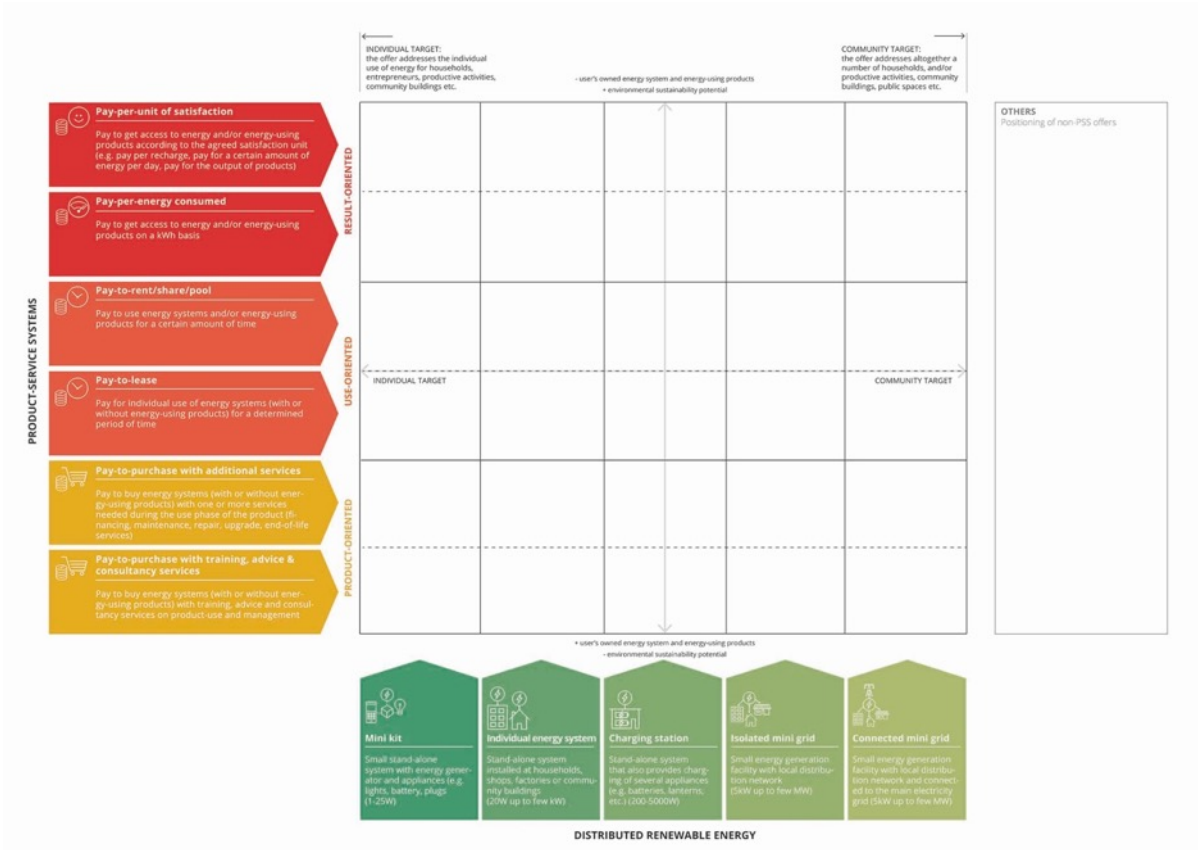 INDIVIDUAL TARGET:
the offer addresses the individual
use of energy for households,
entrepreneurs, productive activities,
community buildings etc.
- user's owned energy system and energy-using products
+ environmental sustainability potential
COMMUNITY TARGET:
the offer addresses altogether a
number of households, and/or
productive activities, community
buildings, public spaces etc.
PRODUCT-SERVICE SYSTEMS
Pay-per-unit of satisfaction
Pay to get access to energy and/or energy-using
products according to the agreed satisfaction unit
(e.g. pay per recharge, pay for a certain amount of
energy per day, pay for the output of products)
Pay-per-energy consumed
Pay to get access to energy and/or energy-using
products on a kWh basis
RESULT-ORIENTED
Pay-to-rent/share/pool
Pay to use energy systems and/or energy-using
products for a certain amount of time
Pay-to-lease
Pay for individual use of energy systems (with or
without energy-using products) for a determined
period of time
USE-ORIENTED
Pay-to-purchase with additional services
Pay to buy energy systems (with or without ener-
gy-using products) with one or more services
needed during the use phase of the product (fi-
nancing, maintenance, repair, upgrade, end-of-life
services)
Pay-to-purchase with training, advice &
consultancy services
Pay to buy energy systems (with or without ener-
gy-using products) with training, advice and consul-
tancy services on product-use and management
PRODUCT-ORIENTED
INDIVIDUAL TARGET
COMMUNITY TARGET
OTHERS
Positioning of non-PSS offers
+ user's owned energy system and energy-using products
- environmental sustainability potential
Mini kit
Small stand-alone
system with energy gener-
ator and appliances (e.g.
lights, battery, plugs
(1-25W)
Individual energy system
Stand-alone system
installed at households,
shops, factories or commu-
nity buildings
(20W up to few kW)
Charging station
Stand-alone system
that also provides charg-
ing of several appliances
(e.g. batteries, lanterns,
etc.) (200-5000W)
Isolated mini grid
Small energy generation
facility with local distribu-
tion network
(5kW up to few MW)
Connected mini grid
Small energy generation
facility with local distribu-
tion network and connect-
ed to the main electricity
grid (5kW up to few MW)
DISTRIBUTED RENEWABLE ENERGY